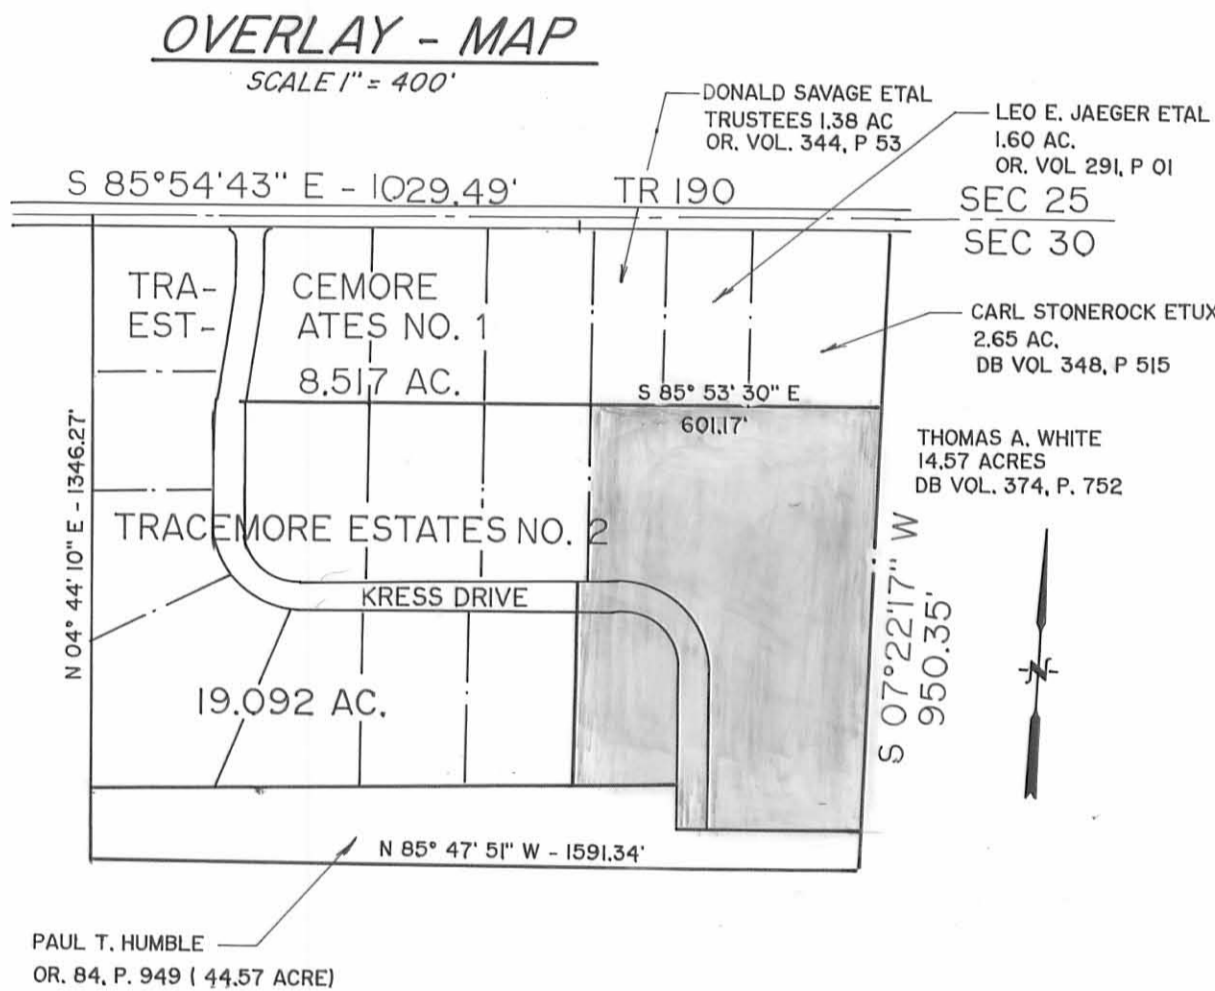 OVERLAY - MAP
SCALE 1" = 400'
DONALD SAVAGE ETAL
TRUSTEES 1.38 AC
OR. VOL. 344, P 53
LEO E. JAEGER ETAL
1.60 AC.
OR. VOL 291, P 01
S 85°54'43" E - 1029.49'
TR 190
SEC 25
SEC 30
TRA- CEMORE
EST- ATES NO. 1
8.517 AC.
CARL STONEROCK ETUX
2.65 AC.
DB VOL 348, P 515
S 85° 53' 30" E
601.17'
THOMAS A. WHITE
14.57 ACRES
DB VOL. 374, P. 752
N 04° 44' 10" E - 1346.27'
TRACEMORE ESTATES NO. 2
KRESS DRIVE
S 07°22'17" W
950.35'
N
19.092 AC.
N 85° 47' 51" W - 1591.34'
PAUL T. HUMBLE
OR. 84, P. 949 ( 44.57 ACRE)